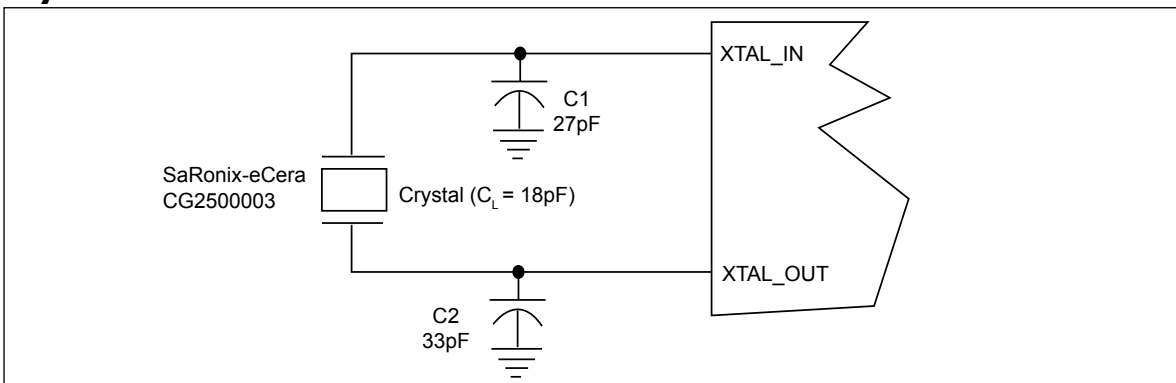 XTAL_IN
C1
27pF
SaRonix-eCera
CG2500003
Crystal (CL = 18pF)
XTAL_OUT
C2
33pF